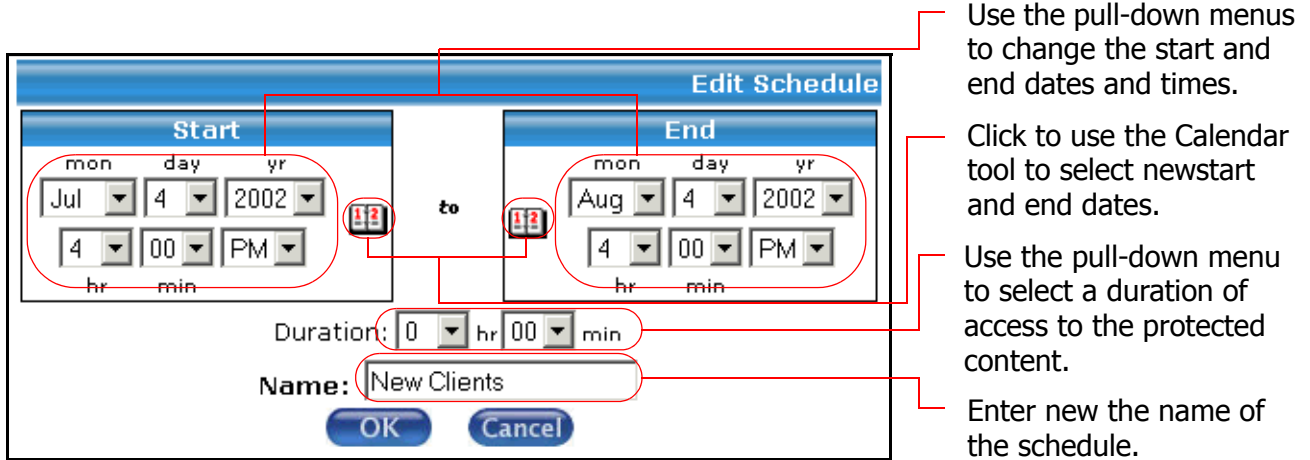 Edit Schedule
Start
mon day yr
Jul 4 2002
4 00 PM
hr min
12
to
End
mon day yr
Aug 4 2002
4 00 PM
hr min
12
Duration: 0 hr 00 min
Name: New Clients
OK Cancel
Use the pull-down menus
to change the start and
end dates and times.
Click to use the Calendar
tool to select newstart
and end dates.
Use the pull-down menu
to select a duration of
access to the protected
content.
Enter new the name of
the schedule.